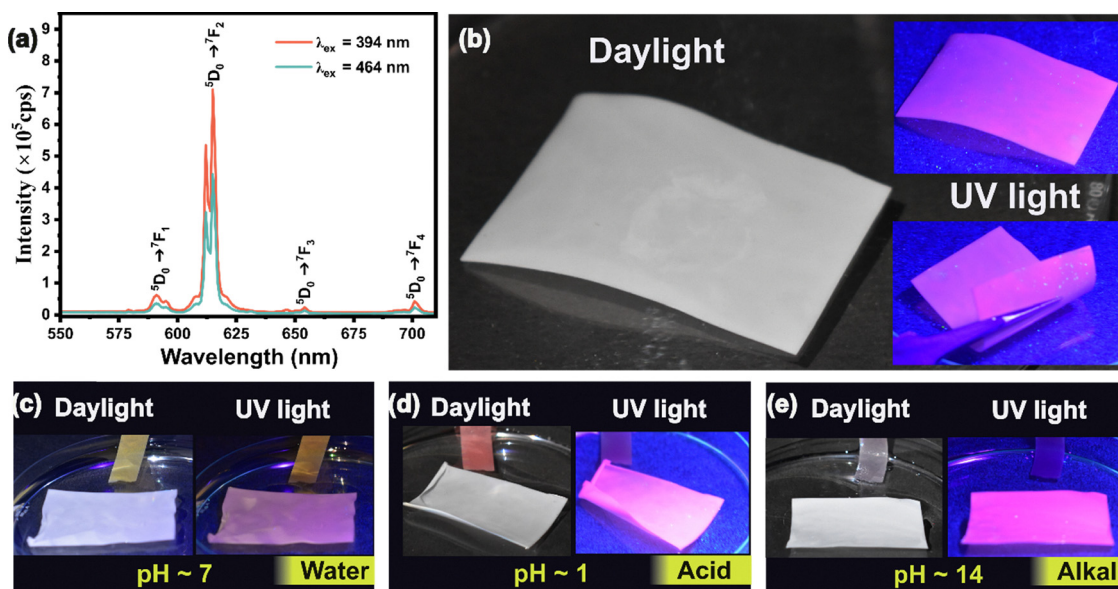 (a)
Intensity (×10⁵cps)
9
8
7
6
5
4
3
2
1
0
⁵D₀→⁷F₁
⁵D₀→⁷F₂
⁵D₀→⁷F₃
⁵D₀→⁷F₄
λₑₓ = 394 nm
λₑₓ = 464 nm
550 575 600 625 650 675 700
Wavelength (nm)
(b)
Daylight
UV light
(c)
Daylight UV light
pH ~ 7 Water
(d)
Daylight UV light
pH ~ 1 Acid
(e)
Daylight UV light
pH ~ 14 Alkal